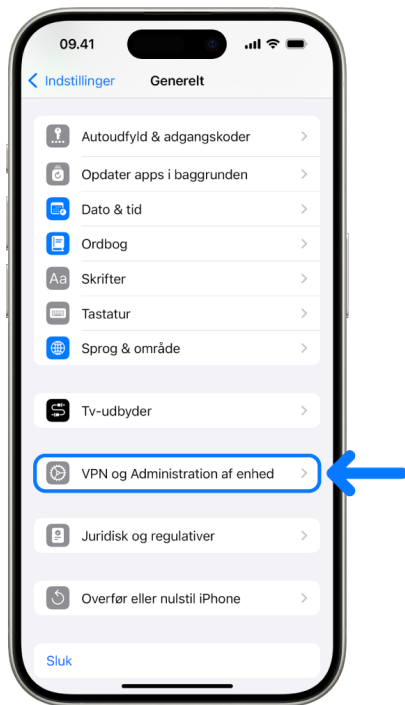 09.41
Indstillinger Generelt
Autoudfyld & adgangskoder
Opdater apps i baggrunden
Dato & tid
Ordbog
Aa Skrifter
Tastatur
Sprog & område
Tv-udbyder
VPN og Administration af enhed
Juridisk og regulativer
Overfør eller nulstil iPhone
Sluk